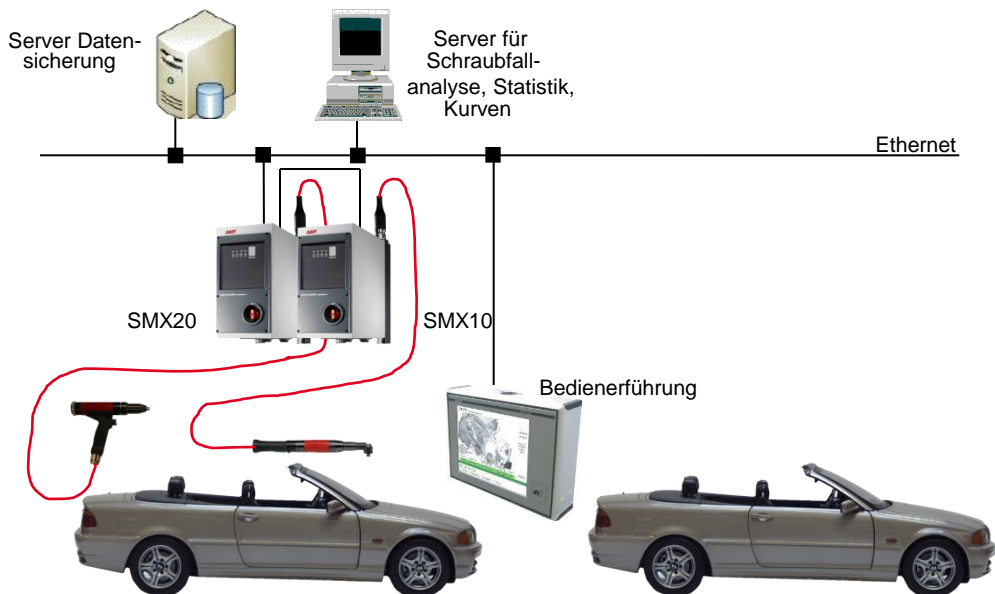 Server Daten-
sicherung
Server für
Schraubfall-
analyse, Statistik,
Kurven
Ethernet
SMX20
SMX10
Bedienerführung